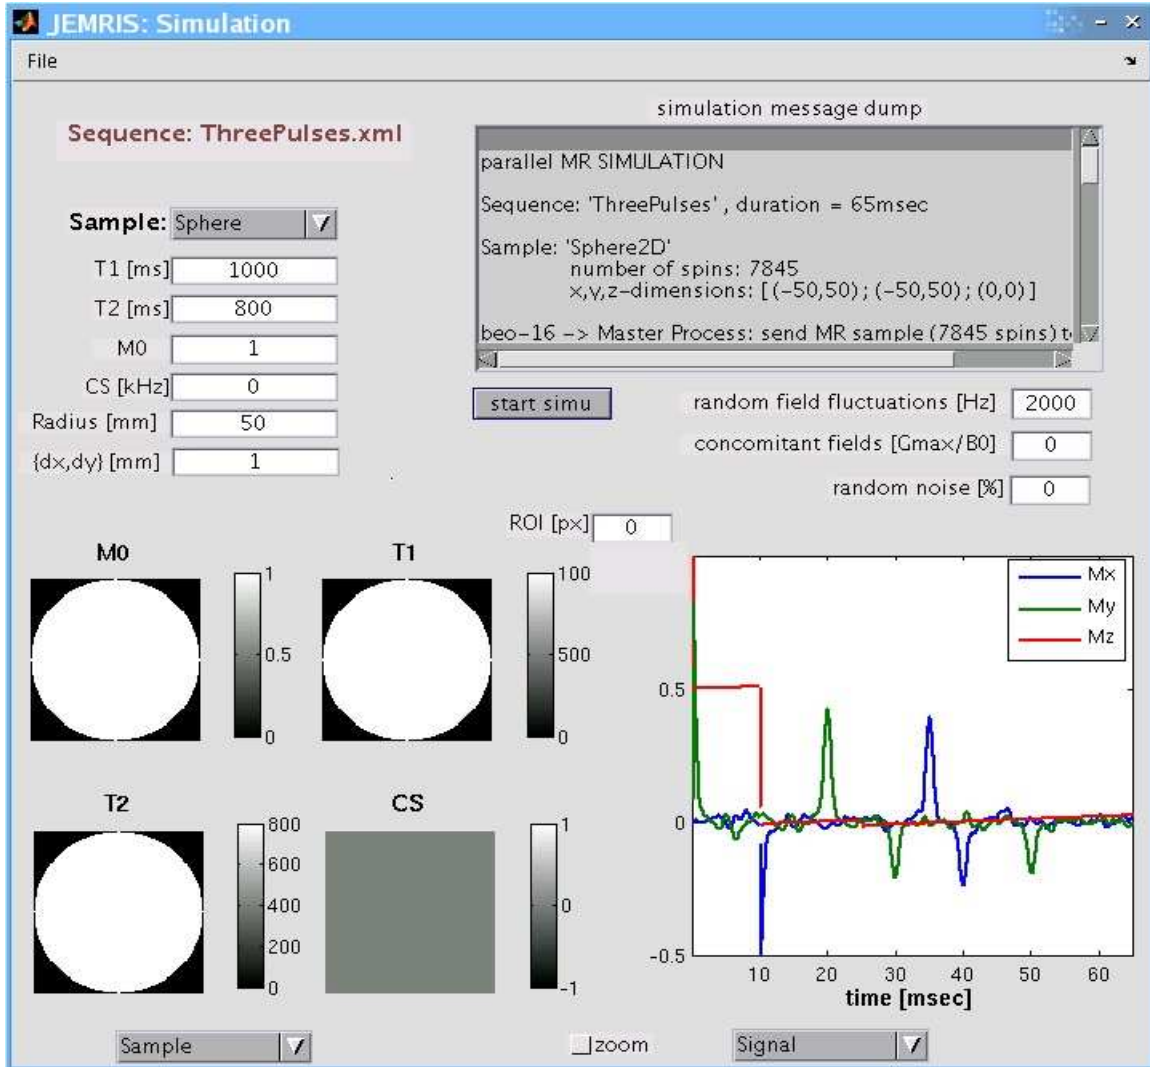 JEMRIS: Simulation
File
Sequence: ThreePulses.xml
Sample: Sphere
T1 [ms] 1000
T2 [ms] 800
M0 1
CS [kHz] 0
Radius [mm] 50
{dx,dy} [mm] 1
simulation message dump
parallel MR SIMULATION
Sequence: 'ThreePulses' , duration = 65msec
Sample: 'Sphere2D'
number of spins: 7845
x,y,z-dimensions: [(-50,50); (-50,50); (0,0)]
beo-16 -> Master Process: send MR sample (7845 spins) t
start simu
random field fluctuations [Hz] 2000
concomitant fields [Gmax/B0] 0
random noise [%] 0
ROI [px] 0
M0
1
0.5
0
T1
100
500
0
T2
800
600
400
200
0
CS
1
0
-1
Mx
My
Mz
0.5
0
-0.5
10 20 30 40 50 60
time [msec]
Sample
zoom
Signal